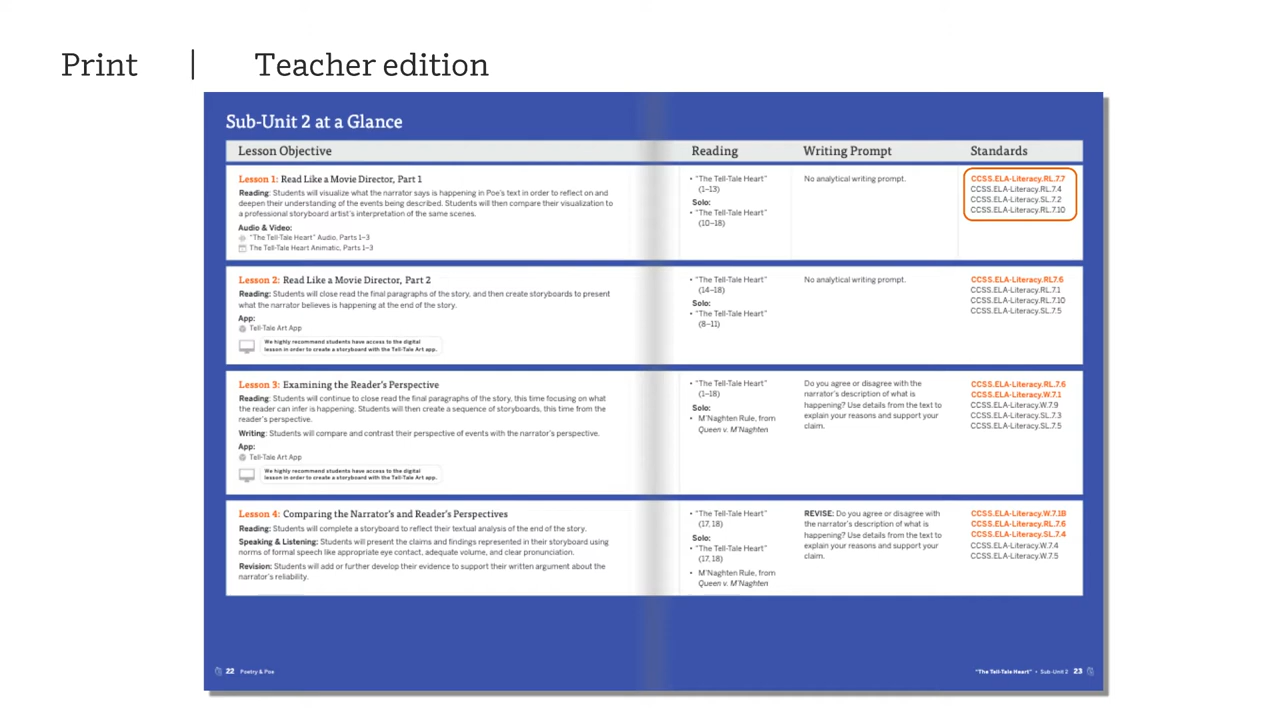 Print | Teacher edition
Sub-Unit 2 at a Glance
Lesson Objective
Reading
Writing Prompt
Standards
Lesson 1: Read Like a Movie Director, Part 1
Reading: Students will visualize what the narrator says is happening in Poe's text in order to reflect on and
deepen their understanding of the events being described. Students will then compare their visualization to
a professional storyboard artist's interpretation of the same scenes.
Audio & Video:
"The Tell-Tale Heart" Audio, Parts 1–3
The Tell-Tale Heart Animatic, Parts 1–3
• "The Tell-Tale Heart"
(1–13)
Solo:
• "The Tell-Tale Heart"
(10–18)
No analytical writing prompt.
CCSS.ELA-Literacy.RL.7.7
CCSS.ELA-Literacy.RL.7.4
CCSS.ELA-Literacy.SL.7.2
CCSS.ELA-Literacy.RL.7.10
Lesson 2: Read Like a Movie Director, Part 2
Reading: Students will close read the final paragraphs of the story, and then create storyboards to present
what the narrator believes is happening at the end of the story.
App:
Tell-Tale Art App
We highly recommend students have access to the digital
lesson in order to create a storyboard with the Tell-Tale Art app.
• "The Tell-Tale Heart"
(14–18)
Solo:
• "The Tell-Tale Heart"
(8–11)
No analytical writing prompt.
CCSS.ELA-Literacy.RL7.6
CCSS.ELA-Literacy.RL.7.1
CCSS.ELA-Literacy.RL.7.10
CCSS.ELA-Literacy.SL.7.5
Lesson 3: Examining the Reader's Perspective
Reading: Students will continue to close read the final paragraphs of the story, this time focusing on what
the reader can infer is happening. Students will then create a sequence of storyboards, this time from the
reader's perspective.
Writing: Students will compare and contrast their perspective of events with the narrator's perspective.
App:
Tell-Tale Art App
We highly recommend students have access to the digital
lesson in order to create a storyboard with the Tell-Tale Art app.
• "The Tell-Tale Heart"
(1–18)
Solo:
• M'Naghten Rule, from
Queen v. M'Naghten
Do you agree or disagree with the
narrator's description of what is
happening? Use details from the text to
explain your reasons and support your
claim.
CCSS.ELA-Literacy.RL.7.6
CCSS.ELA-Literacy.W.7.1
CCSS.ELA-Literacy.W.7.9
CCSS.ELA-Literacy.SL.7.3
CCSS.ELA-Literacy.SL.7.5
Lesson 4: Comparing the Narrator's and Reader's Perspectives
Reading: Students will complete a storyboard to reflect their textual analysis of the end of the story.
Speaking & Listening: Students will present the claims and findings represented in their storyboard using
norms of formal speech like appropriate eye contact, adequate volume, and clear pronunciation.
Revision: Students will add or further develop their evidence to support their written argument about the
narrator's reliability.
• "The Tell-Tale Heart"
(17, 18)
Solo:
• "The Tell-Tale Heart"
(17, 18)
• M'Naghten Rule, from
Queen v. M'Naghten
REVISE: Do you agree or disagree with
the narrator's description of what is
happening? Use details from the text to
explain your reasons and support your
claim.
CCSS.ELA-Literacy.W.7.1B
CCSS.ELA-Literacy.RL.7.6
CCSS.ELA-Literacy.SL.7.4
CCSS.ELA-Literacy.W.7.4
CCSS.ELA-Literacy.W.7.5
22 Poetry & Poe
"The Tell-Tale Heart" • Sub-Unit 2 23